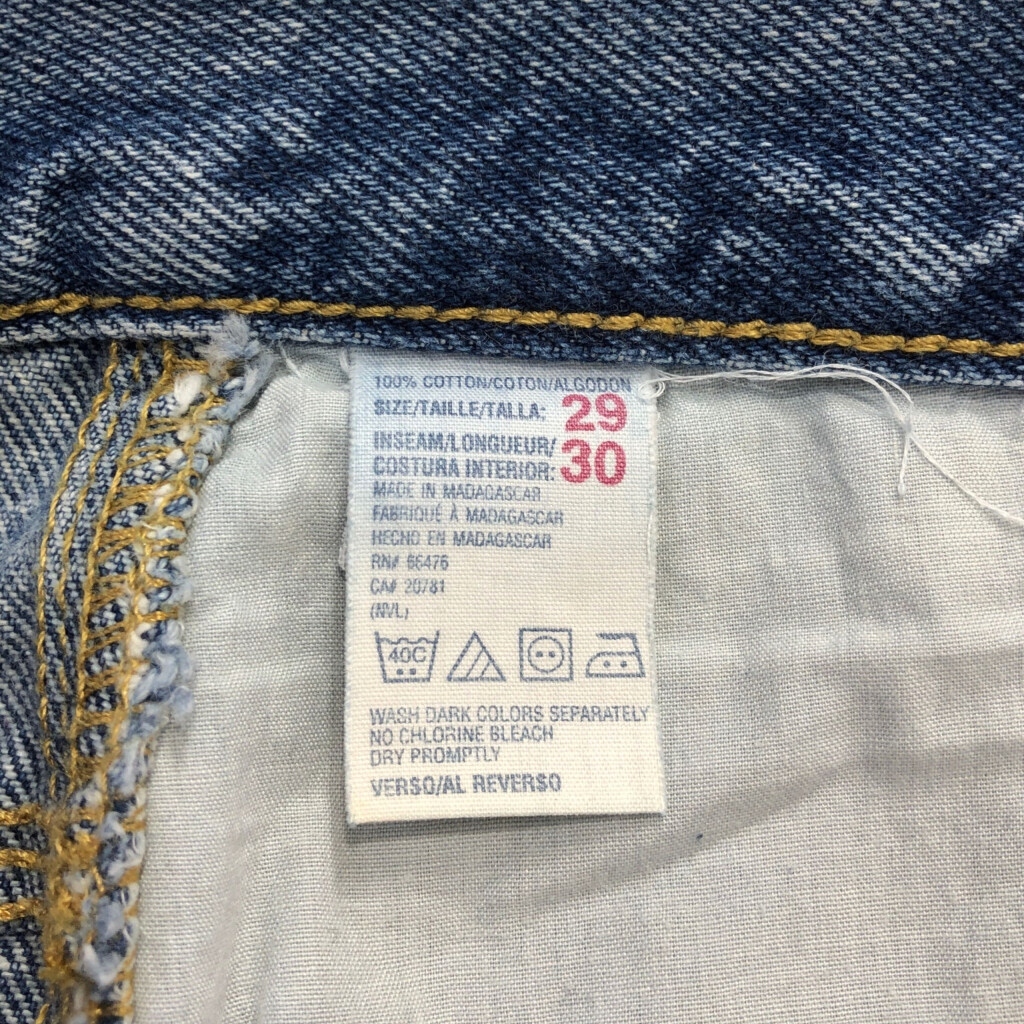 100% COTTON/COTON/ALGODON
SIZE/TAILLE/TALLA: 29
INSEAM/LONGUEUR/
COSTURA INTERIOR: 30
MADE IN MADAGASCAR
FABRIQUÉ À MADAGASCAR
HECHO EN MADAGASCAR
RN# 66476
CA# 20781
(NVL)
40C
WASH DARK COLORS SEPARATELY
NO CHLORINE BLEACH
DRY PROMPTLY
VERSO/AL REVERSO